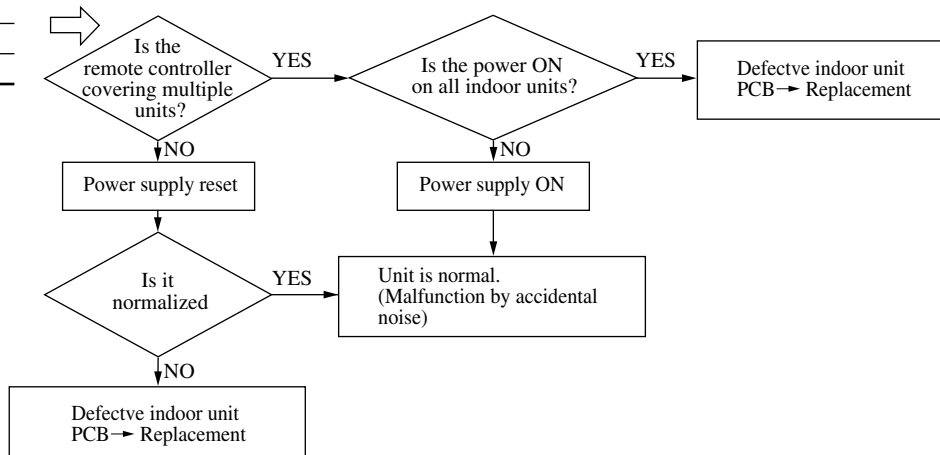 Is the
remote controller
covering multiple
units?
YES
Is the power ON
on all indoor units?
YES
Defectve indoor unit
PCB→ Replacement
NO
Power supply reset
NO
Power supply ON
Is it
normalized
YES
Unit is normal.
(Malfunction by accidental
noise)
NO
Defectve indoor unit
PCB→ Replacement